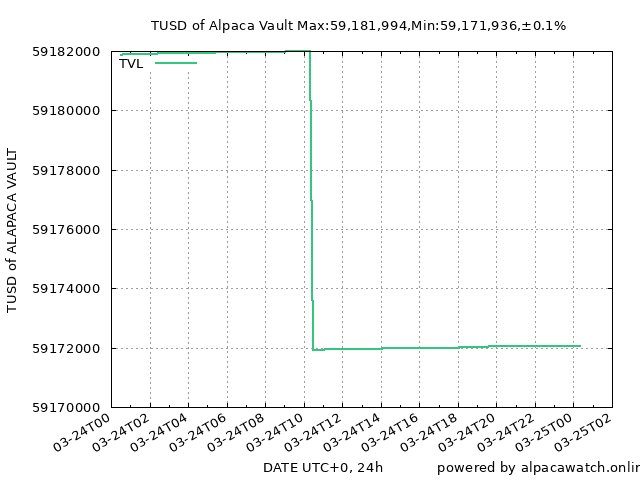 TUSD of Alpaca Vault Max:59,181,994,Min:59,171,936,±0.1%
59182000
TVL
59180000
59178000
59176000
59174000
59172000
59170000
TUSD of ALAPACA VAULT
03-24T00
03-24T02
03-24T04
03-24T06
03-24T08
03-24T10
03-24T12
03-24T14
03-24T16
03-24T18
03-24T20
03-24T22
03-25T00
03-25T02
DATE UTC+0, 24h
powered by alpacawatch.onlin